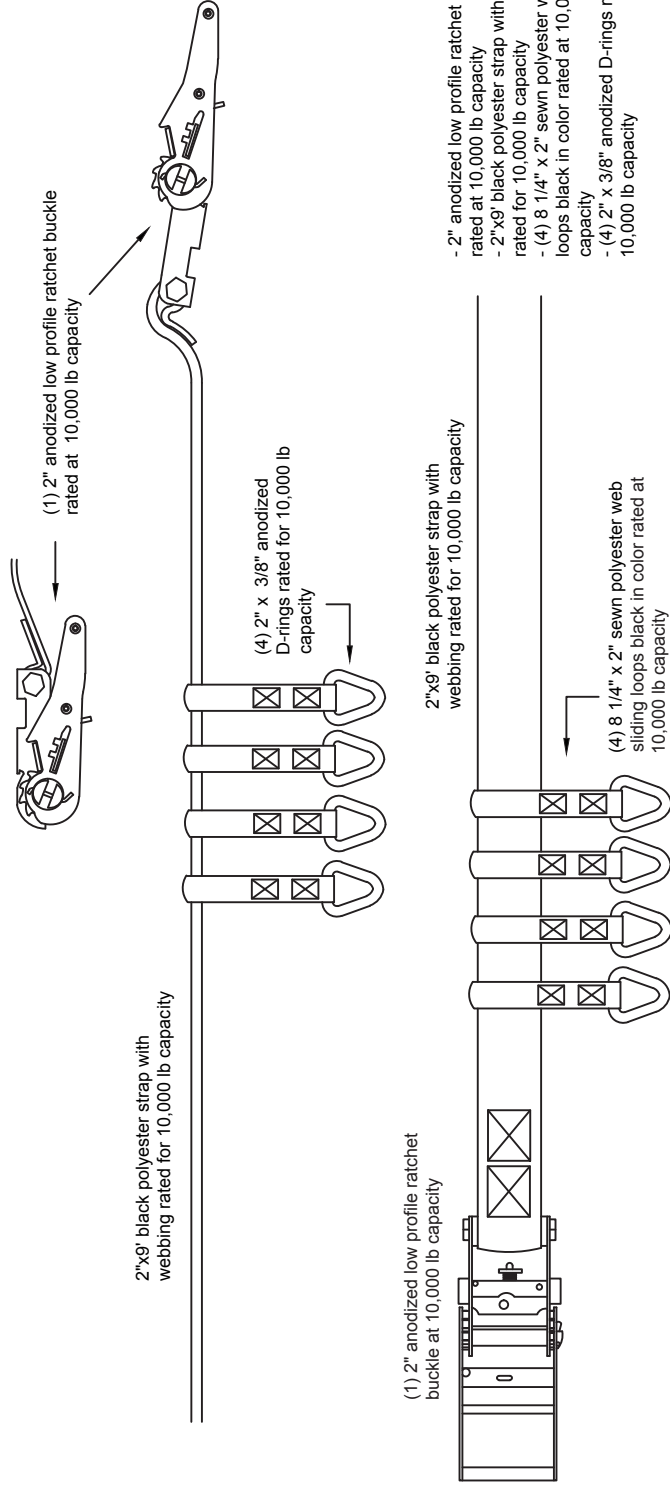 (1) 2" anodized low profile ratchet buckle
rated at 10,000 lb capacity
2"x9' black polyester strap with
webbing rated for 10,000 lb capacity
(4) 2" x 3/8" anodized
D-rings rated for 10,000 lb
capacity
(1) 2" anodized low profile ratchet
buckle at 10,000 lb capacity
2"x9' black polyester strap with
webbing rated for 10,000 lb capacity
- 2" anodized low profile ratchet
rated at 10,000 lb capacity
- 2"x9' black polyester strap with
rated for 10,000 lb capacity
- (4) 8 1/4" x 2" sewn polyester
loops black in color rated at
capacity
- (4) 2" x 3/8" anodized D-rings
10,000 lb capacity
(4) 8 1/4" x 2" sewn polyester web
sliding loops black in color rated at
10,000 lb capacity